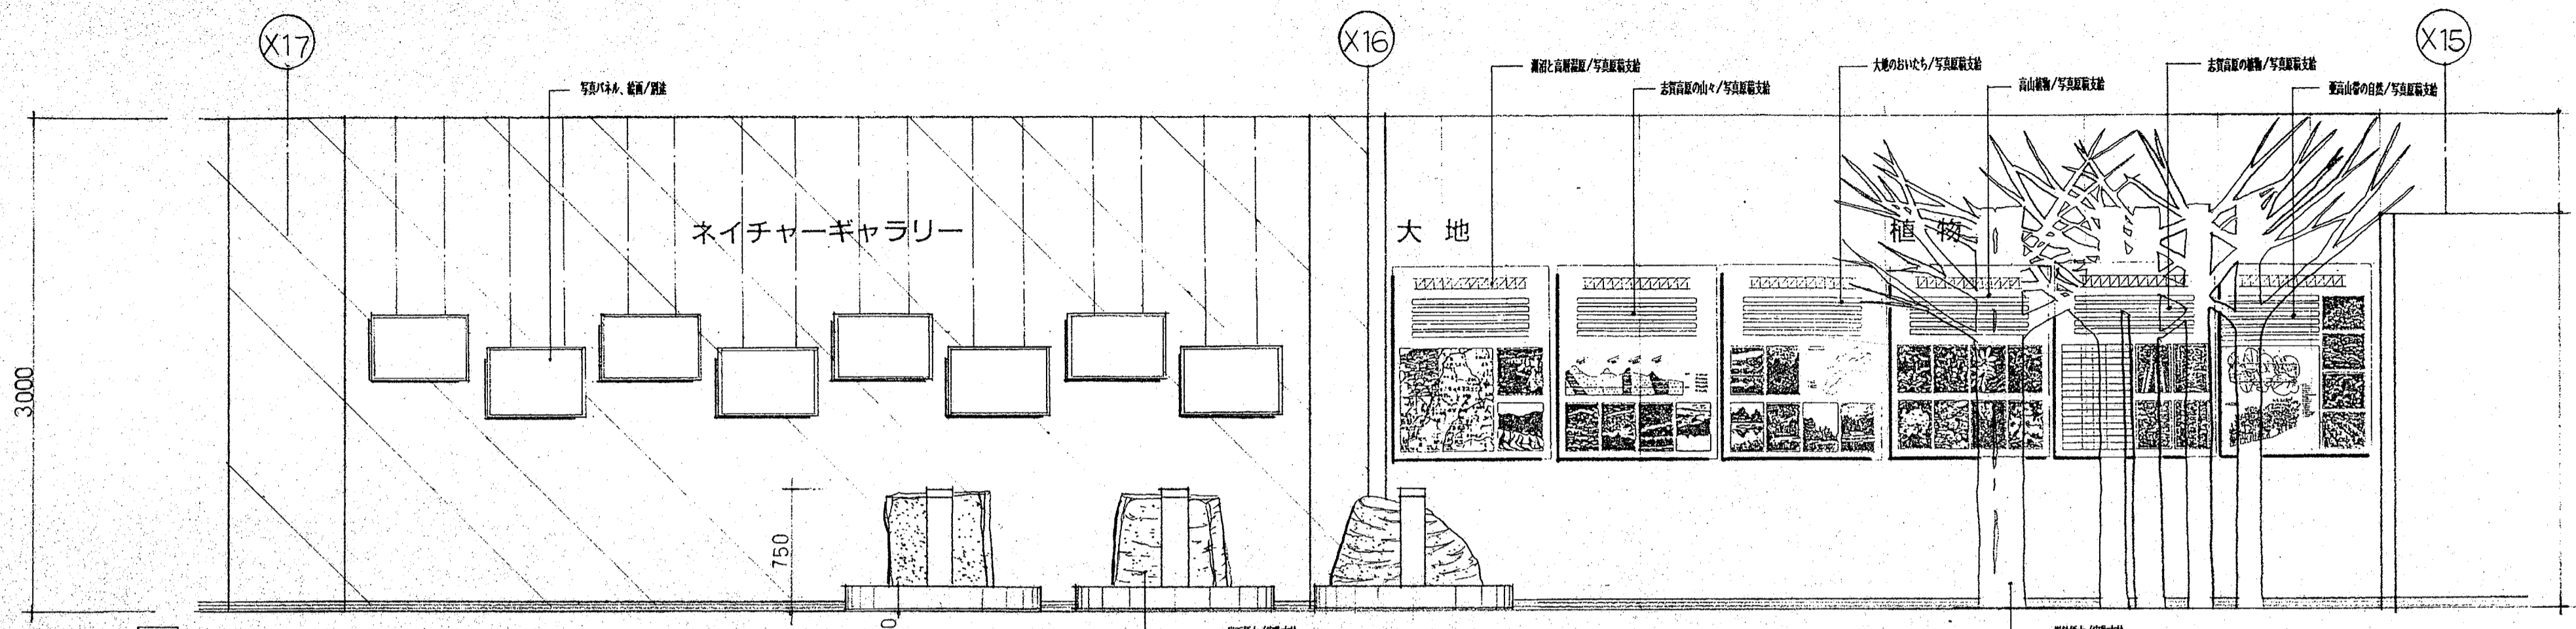 X17
X16
X15
写真パネル、絵画/別途
湖沼と高層湿原/写真原稿支給
志賀高原の山々/写真原稿支給
大地のおいたち/写真原稿支給
高山植物/写真原稿支給
志賀高原の植物/写真原稿支給
亜高山帯の自然/写真原稿支給
ネイチャーギャラリー
大地
植物
3000
750